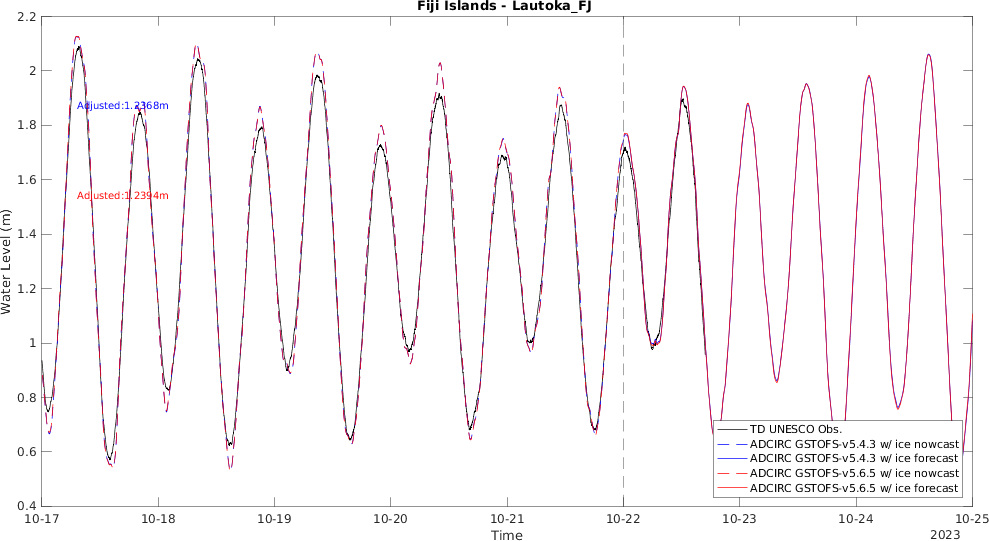 Fiji Islands - Lautoka_FJ
2.2
2
1.8
1.6
1.4
1.2
1
0.8
0.6
0.4
Water Level (m)
Adjusted:1.2368m
Adjusted:1.2394m
TD UNESCO Obs.
ADCIRC GSTOFS-v5.4.3 w/ ice nowcast
ADCIRC GSTOFS-v5.4.3 w/ ice forecast
ADCIRC GSTOFS-v5.6.5 w/ ice nowcast
ADCIRC GSTOFS-v5.6.5 w/ ice forecast
10-17 10-18 10-19 10-20 10-21 10-22 10-23 10-24 10-25
Time
2023